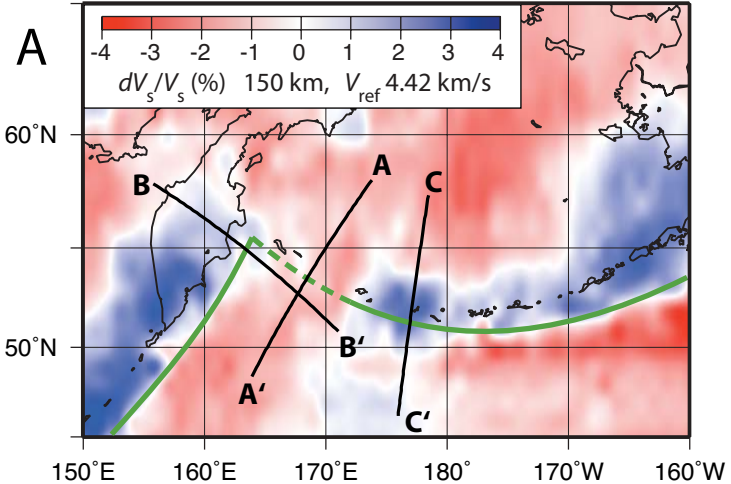 A
-4 -3 -2 -1 0 1 2 3 4
dVs/Vs (%) 150 km, Vref 4.42 km/s
60˚N
A
B
C
50˚N
B‘
A‘
C‘
150˚E 160˚E 170˚E 180˚ 170˚W 160˚W